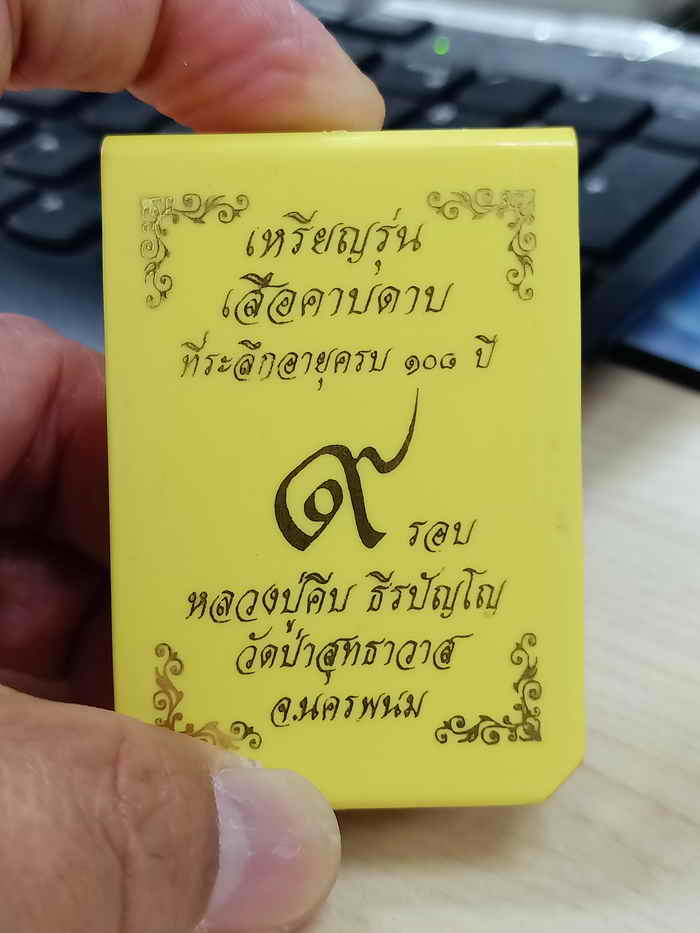 เหรียญรุ่น
เสือคาบดาบ
ที่ระลึกอายุครบ ๑๐๘ ปี
๙ รอบ
หลวงปู่คีบ ธีรปัญโญ
วัดป่าสุทธาวาส
จ.นครพนม